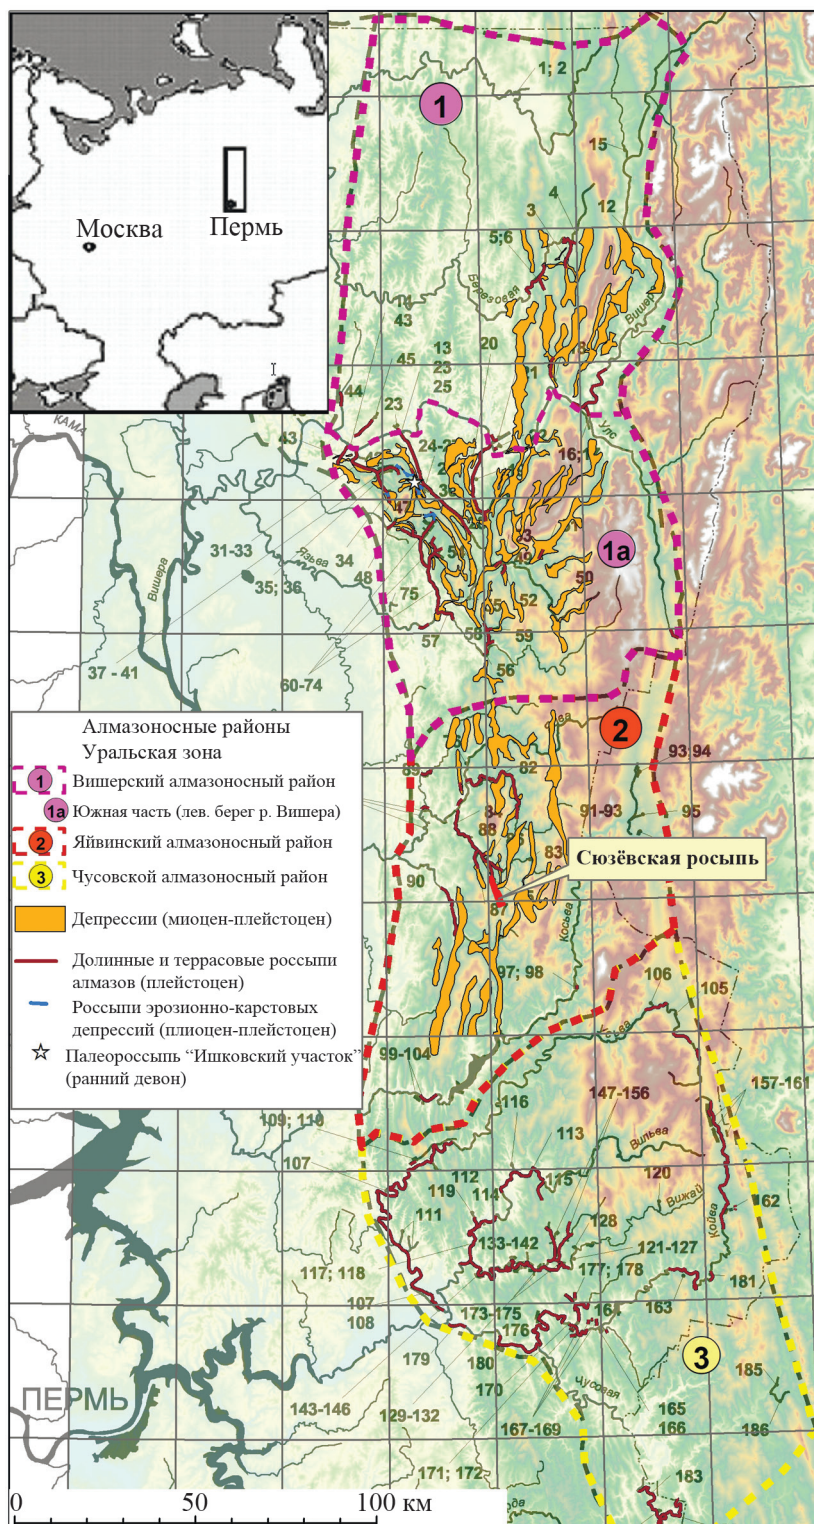 Москва
Пермь
1
1; 2
15
4
3
12
5;6
Березовая
Вишера
43
13
20
45
23
25
44
23
КАМА
43
Улс
47
1а
31-33
Язьва
34
Вишера
35; 36
48
75
50
52
57
59
56
37 - 41
60-74
2
Алмазоносные районы
Уральская зона
1 Вишерский алмазоносный район
1а Южная часть (лев. берег р. Вишера)
2 Яйвинский алмазоносный район
3 Чусовской алмазоносный район
Депрессии (миоцен-плейстоцен)
Долинные и террасовые россыпи
алмазов (плейстоцен)
Россыпи эрозионно-карстовых
депрессий (плиоцен-плейстоцен)
Палеороссыпь “Ишковский участок”
(ранний девон)
93-94
89
82
91-93
95
88
83
Сюзёвская росыпь
90
87
Косьва
97; 98
106
105
99-104
Усьва
116
147-156
157-161
109; 110
113
Вильва
107
112
119
114
115
120
Вижай
111
128
Койва
133-142
121-127
117; 118
177; 178
181
107
108
173-175
163
176
3
179
180
170
Чусовая
185
ПЕРМЬ
143-146
129-132
165
166
167-169
186
171; 172
183
0 50 100 км